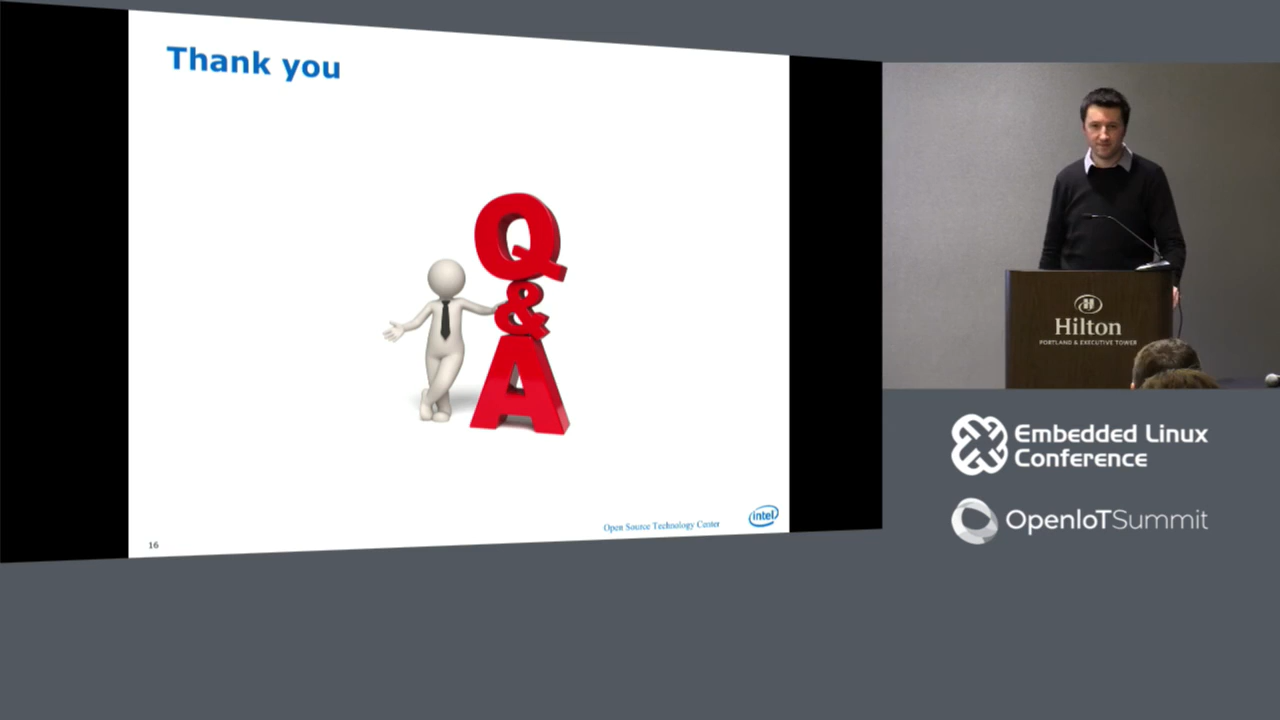 Thank you
Q
&
A
Open Source Technology Center
intel
16
Hilton
PORTLAND & EXECUTIVE TOWER
Embedded Linux
Conference
OpenIoTSummit